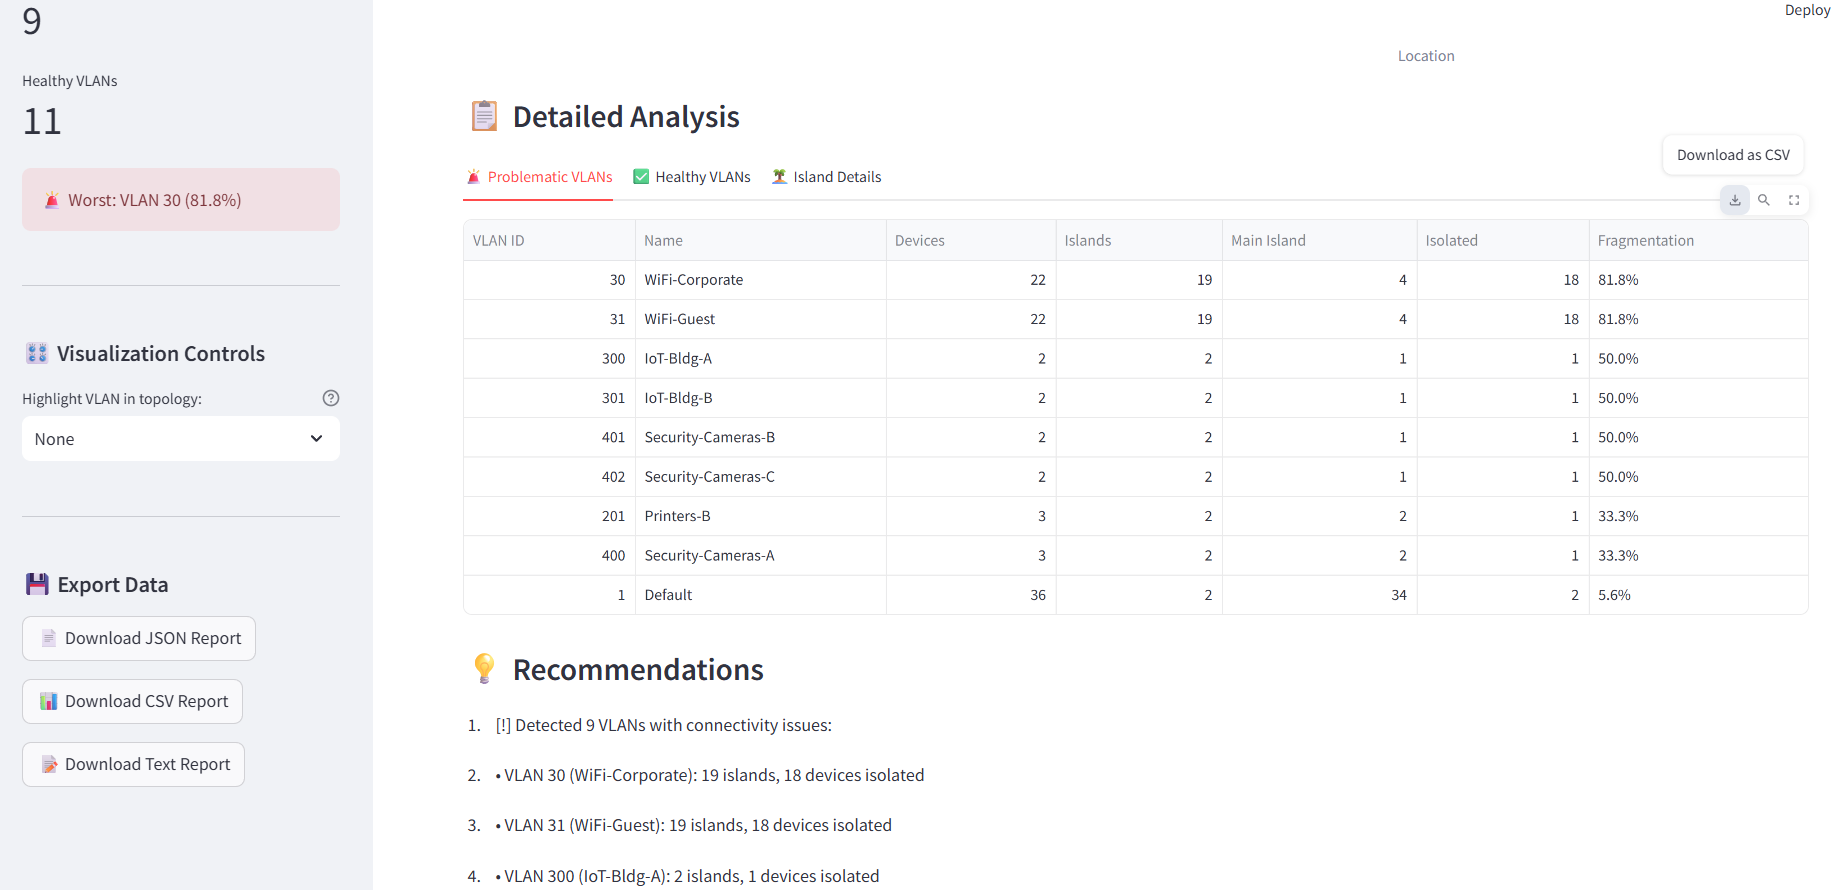 9
Healthy VLANs
11
Worst: VLAN 30 (81.8%)
Visualization Controls
Highlight VLAN in topology:
None
Export Data
Download JSON Report
Download CSV Report
Download Text Report
Deploy
Location
Detailed Analysis
Download as CSV
Problematic VLANs Healthy VLANs Island Details
VLAN ID Name Devices Islands Main Island Isolated Fragmentation
30 WiFi-Corporate 22 19 4 18 81.8%
31 WiFi-Guest 22 19 4 18 81.8%
300 IoT-Bldg-A 2 2 1 1 50.0%
301 IoT-Bldg-B 2 2 1 1 50.0%
401 Security-Cameras-B 2 2 1 1 50.0%
402 Security-Cameras-C 2 2 1 1 50.0%
201 Printers-B 3 2 2 1 33.3%
400 Security-Cameras-A 3 2 2 1 33.3%
1 Default 36 2 34 2 5.6%
Recommendations
1. [!] Detected 9 VLANs with connectivity issues:
2. • VLAN 30 (WiFi-Corporate): 19 islands, 18 devices isolated
3. • VLAN 31 (WiFi-Guest): 19 islands, 18 devices isolated
4. • VLAN 300 (IoT-Bldg-A): 2 islands, 1 devices isolated